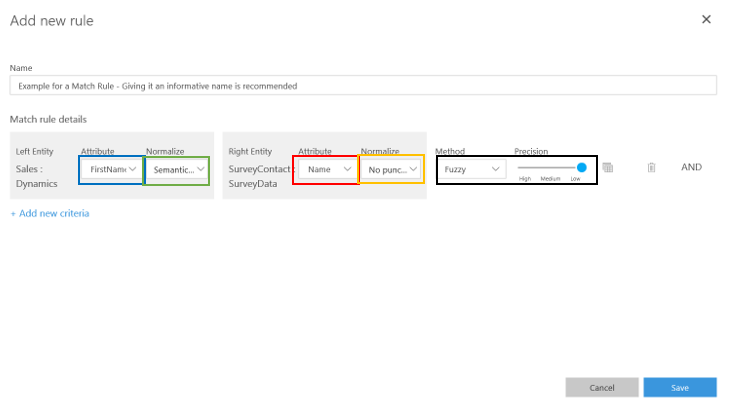 Add new rule
Name
Example for a Match Rule - Giving it an informative name is recommended
Match rule details
Left Entity Attribute Normalize Right Entity Attribute Normalize Method Precision
Sales : FirstName Semantic... SurveyContact : Name No punc... Fuzzy AND
Dynamics SurveyData High Medium Low
+ Add new criteria
Cancel Save